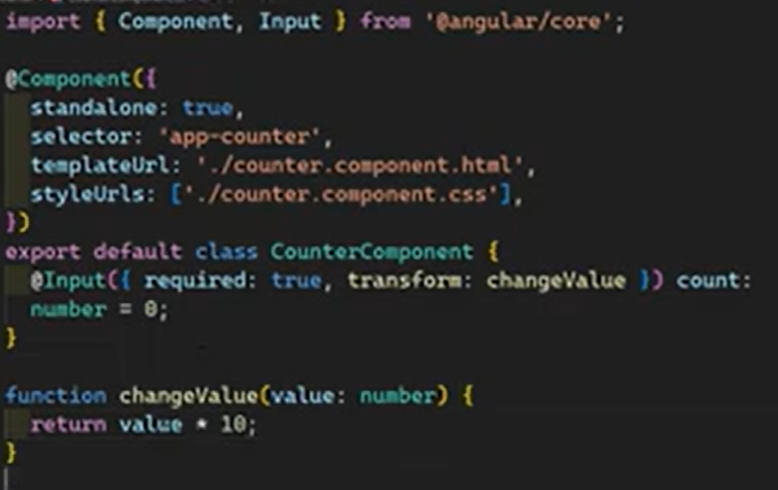 import { Component, Input } from '@angular/core';
@Component({
standalone: true,
selector: 'app-counter',
templateUrl: './counter.component.html',
styleUrls: ['./counter.component.css'],
})
export default class CounterComponent {
@Input({ required: true, transform: changeValue }) count:
number = 0;
}
function changeValue(value: number) {
return value * 10;
}